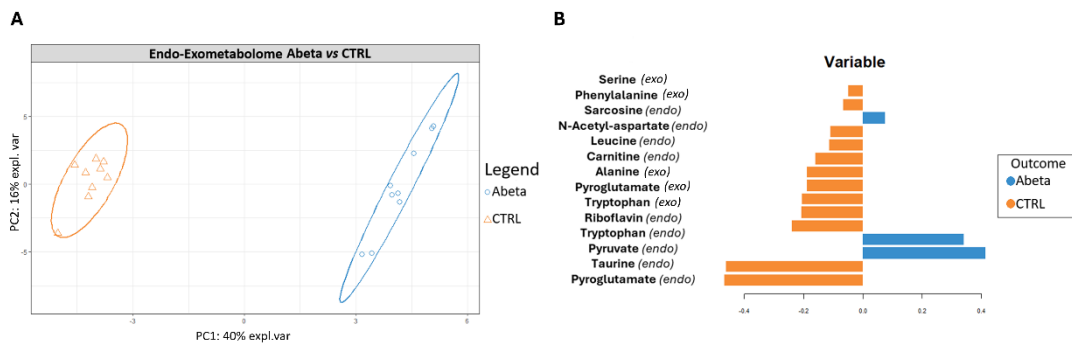 A
Endo-Exometabolome Abeta vs CTRL
PC2: 16% expl. var
5
0
-5
-3
0
3
6
PC1: 40% expl.var
Legend
Abeta
CTRL
B
Variable
Serine (exo)
Phenylalanine (exo)
Sarcosine (endo)
N-Acetyl-aspartate (endo)
Leucine (endo)
Carnitine (endo)
Alanine (exo)
Pyroglutamate (exo)
Tryptophan (exo)
Riboflavin (endo)
Tryptophan (endo)
Pyruvate (endo)
Taurine (endo)
Pyroglutamate (endo)
-0.4
-0.2
0.0
0.2
0.4
Outcome
Abeta
CTRL